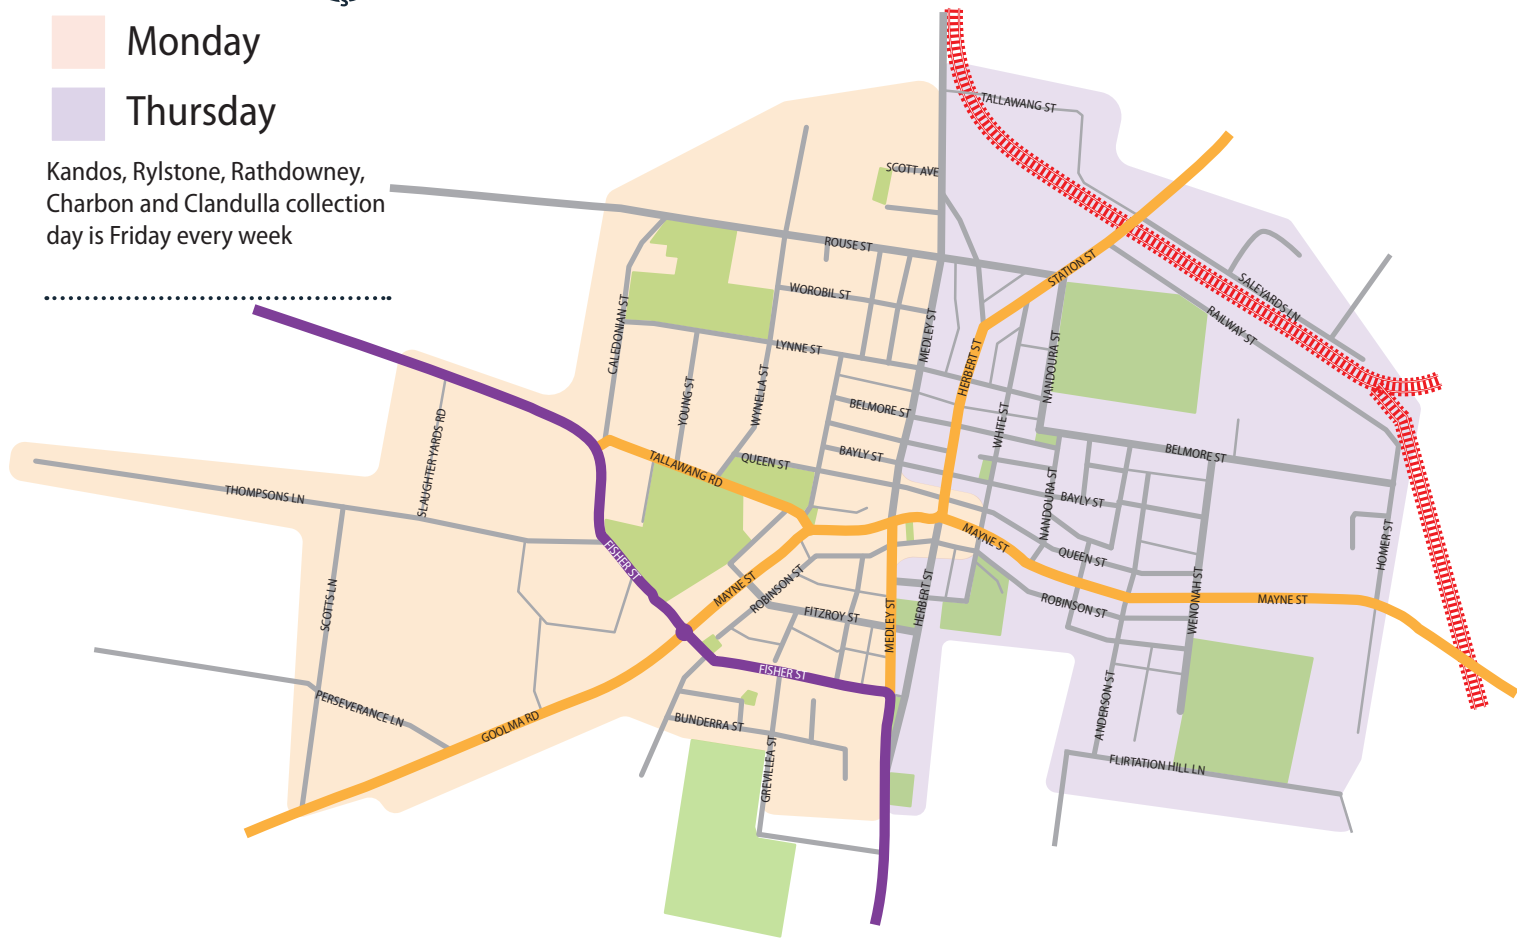 Monday
Thursday
Kandos, Rylstone, Rathdowney,
Charbon and Clandulla collection
day is Friday every week
TALLAWANG ST
SCOTT AVE
ROUSE ST
STATION ST
WOROBIL ST
SALEYARDS LN
RAILWAY ST
CALEDONIAN ST
LYNNE ST
MEDLEY ST
HERBERT ST
NANDOURA ST
YOUNG ST
WYNELLA ST
BELMORE ST
WHITE ST
SLAUGHTER YARDS RD
BAYLY ST
BELMORE ST
TALLAWANG RD
QUEEN ST
THOMPSONS LN
NANDOURA ST
BAYLY ST
FISHER ST
MAYNE ST
QUEEN ST
HOMER ST
MAYNE ST
ROBINSON ST
SCOTTS LN
FITZROY ST
MEDLEY ST
HERBERT ST
ROBINSON ST
WENONAH ST
MAYNE ST
FISHER ST
PERSEVERANCE LN
GOOLMA RD
BUNDERRA ST
GREVILLEA ST
ANDERSON ST
FLIRTATION HILL LN